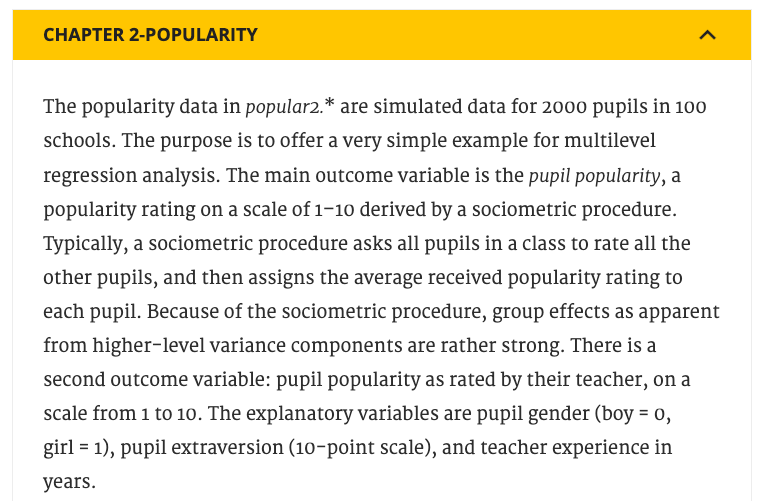 CHAPTER 2-POPULARITY
The popularity data in popular2.* are simulated data for 2000 pupils in 100
schools. The purpose is to offer a very simple example for multilevel
regression analysis. The main outcome variable is the pupil popularity, a
popularity rating on a scale of 1–10 derived by a sociometric procedure.
Typically, a sociometric procedure asks all pupils in a class to rate all the
other pupils, and then assigns the average received popularity rating to
each pupil. Because of the sociometric procedure, group effects as apparent
from higher-level variance components are rather strong. There is a
second outcome variable: pupil popularity as rated by their teacher, on a
scale from 1 to 10. The explanatory variables are pupil gender (boy = 0,
girl = 1), pupil extraversion (10-point scale), and teacher experience in
years.